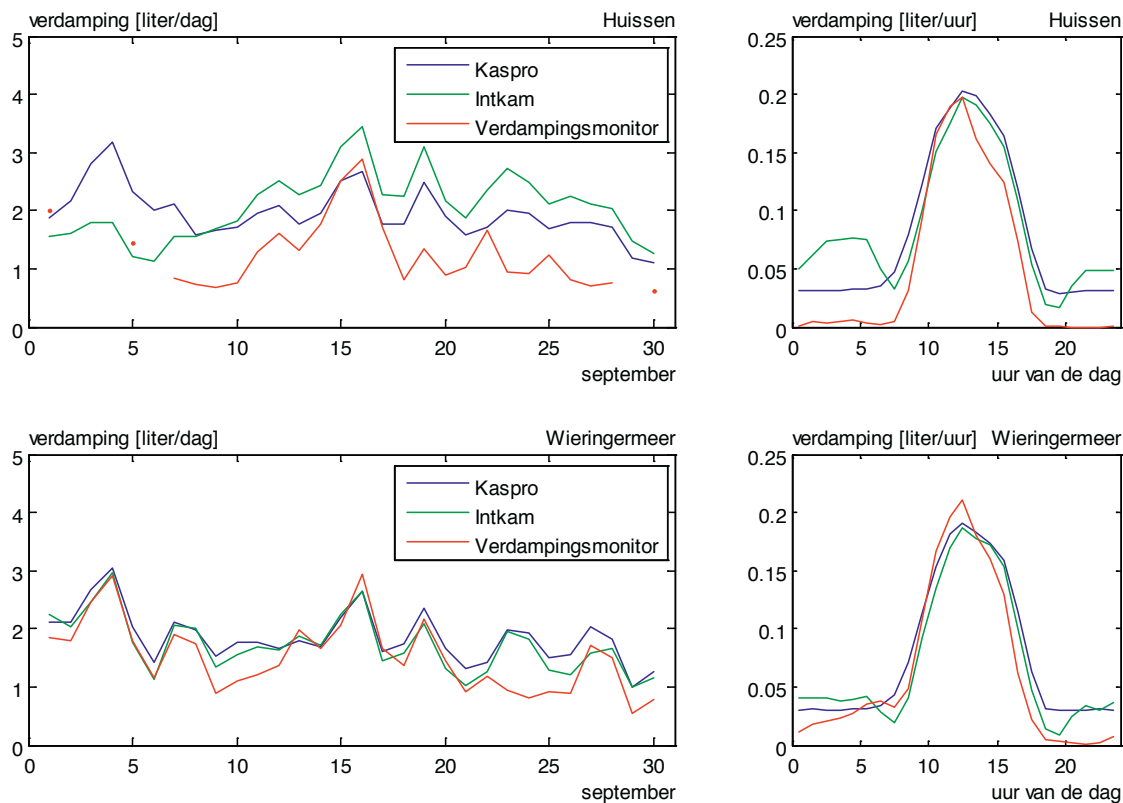 verdamping [liter/dag] Huissen
5
4
3
2
1
0
Kaspro
Intkam
Verdampingsmonitor
0 5 10 15 20 25 30
september
verdamping [liter/uur] Huissen
0.25
0.2
0.15
0.1
0.05
0
0 5 10 15 20
uur van de dag
verdamping [liter/dag] Wieringermeer
5
4
3
2
1
0
Kaspro
Intkam
Verdampingsmonitor
0 5 10 15 20 25 30
september
verdamping [liter/uur] Wieringermeer
0.25
0.2
0.15
0.1
0.05
0
0 5 10 15 20
uur van de dag